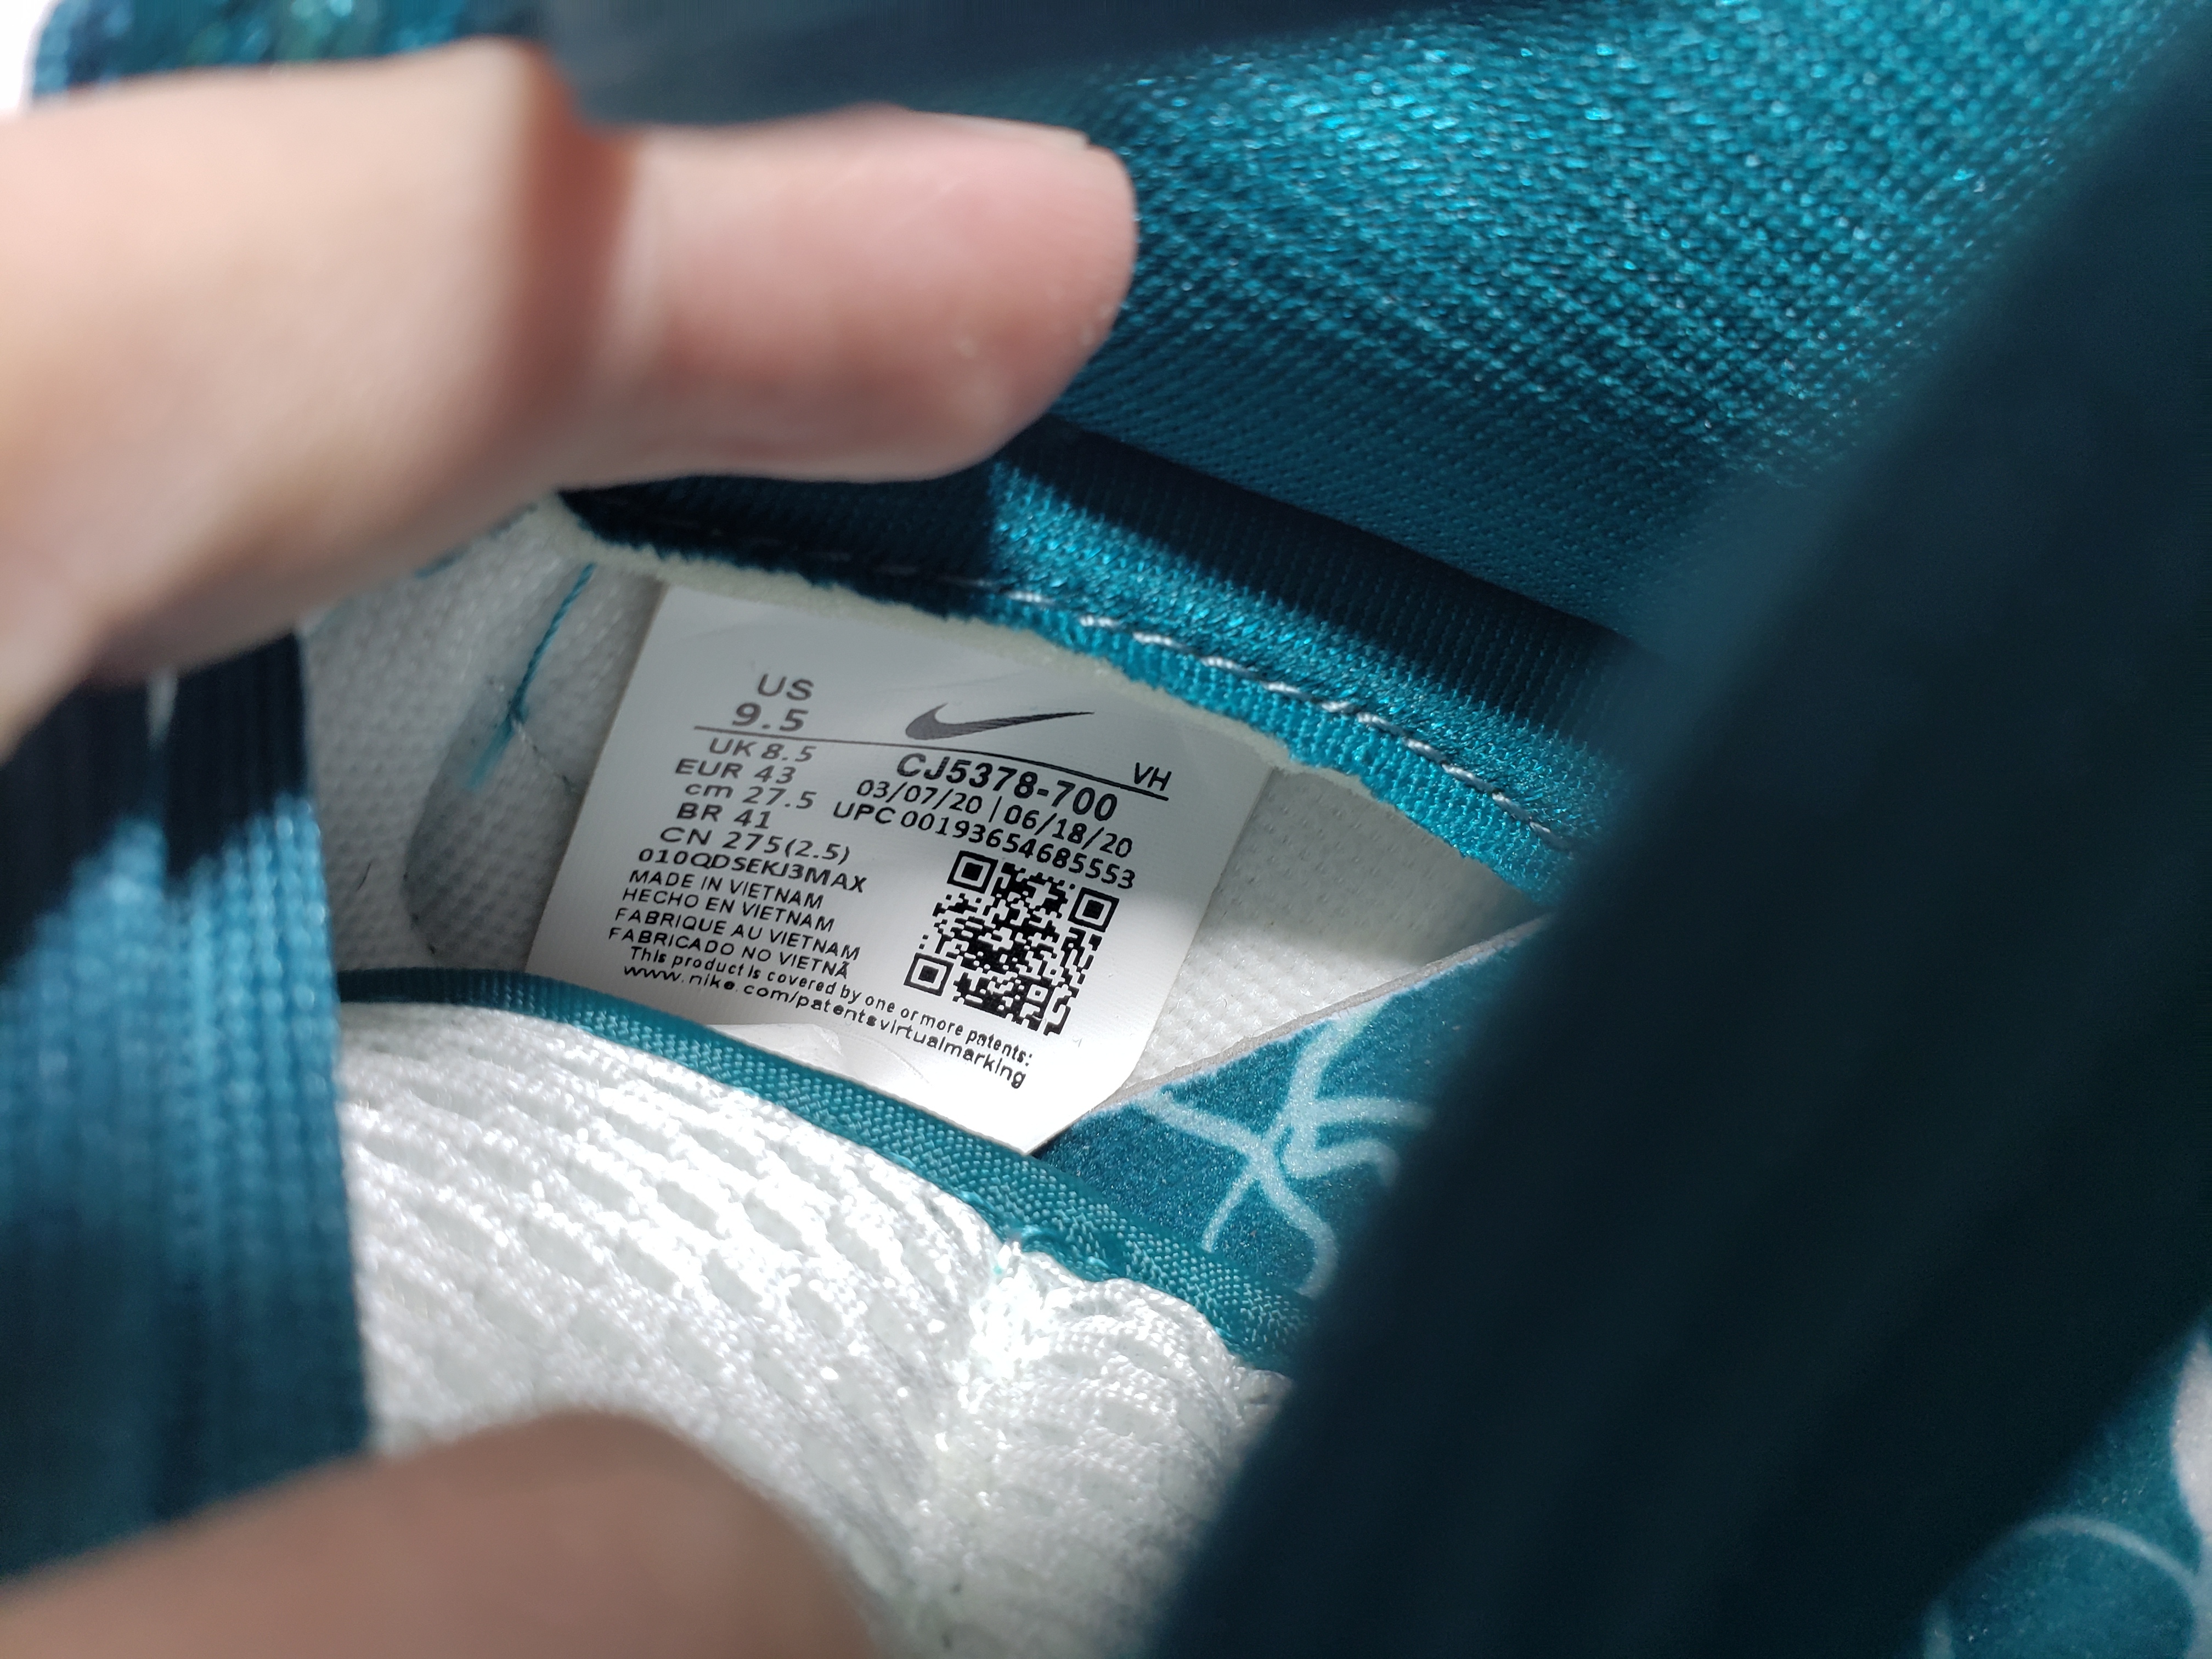 US
9.5
UK 8.5
EUR 43
cm 27.5
BR 41
CN 275(2.5)
010QDSEKJ3MAX
MADE IN VIETNAM
HECHO EN VIETNAM
FABRIQUE AU VIETNAM
FABRICADO NO VIETNÃ
This product is covered by one or more patents:
www.nike.com/patentsvirtualmarking
VH
CJ5378-700
03/07/20 | 06/18/20
UPC 00193654685553